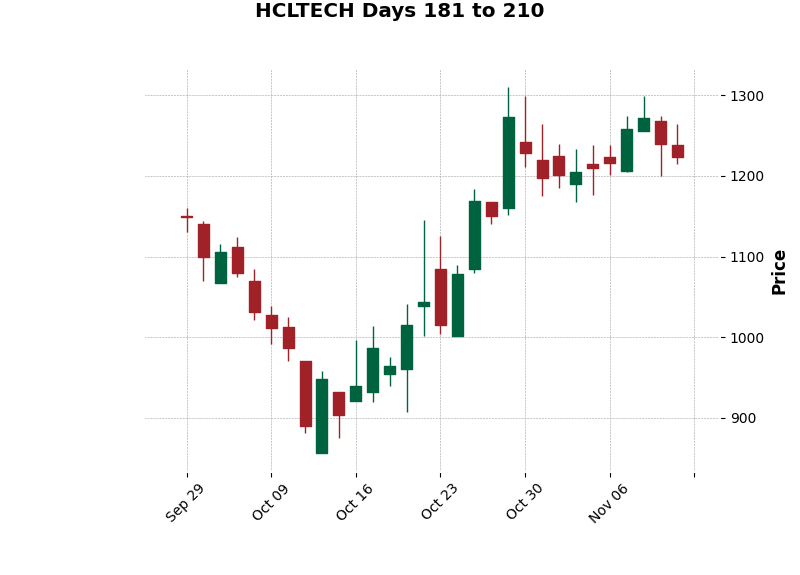 HCLTECH Days 181 to 210
1300
1200
1100
1000
900
Price
Sep 29
Oct 09
Oct 16
Oct 23
Oct 30
Nov 06